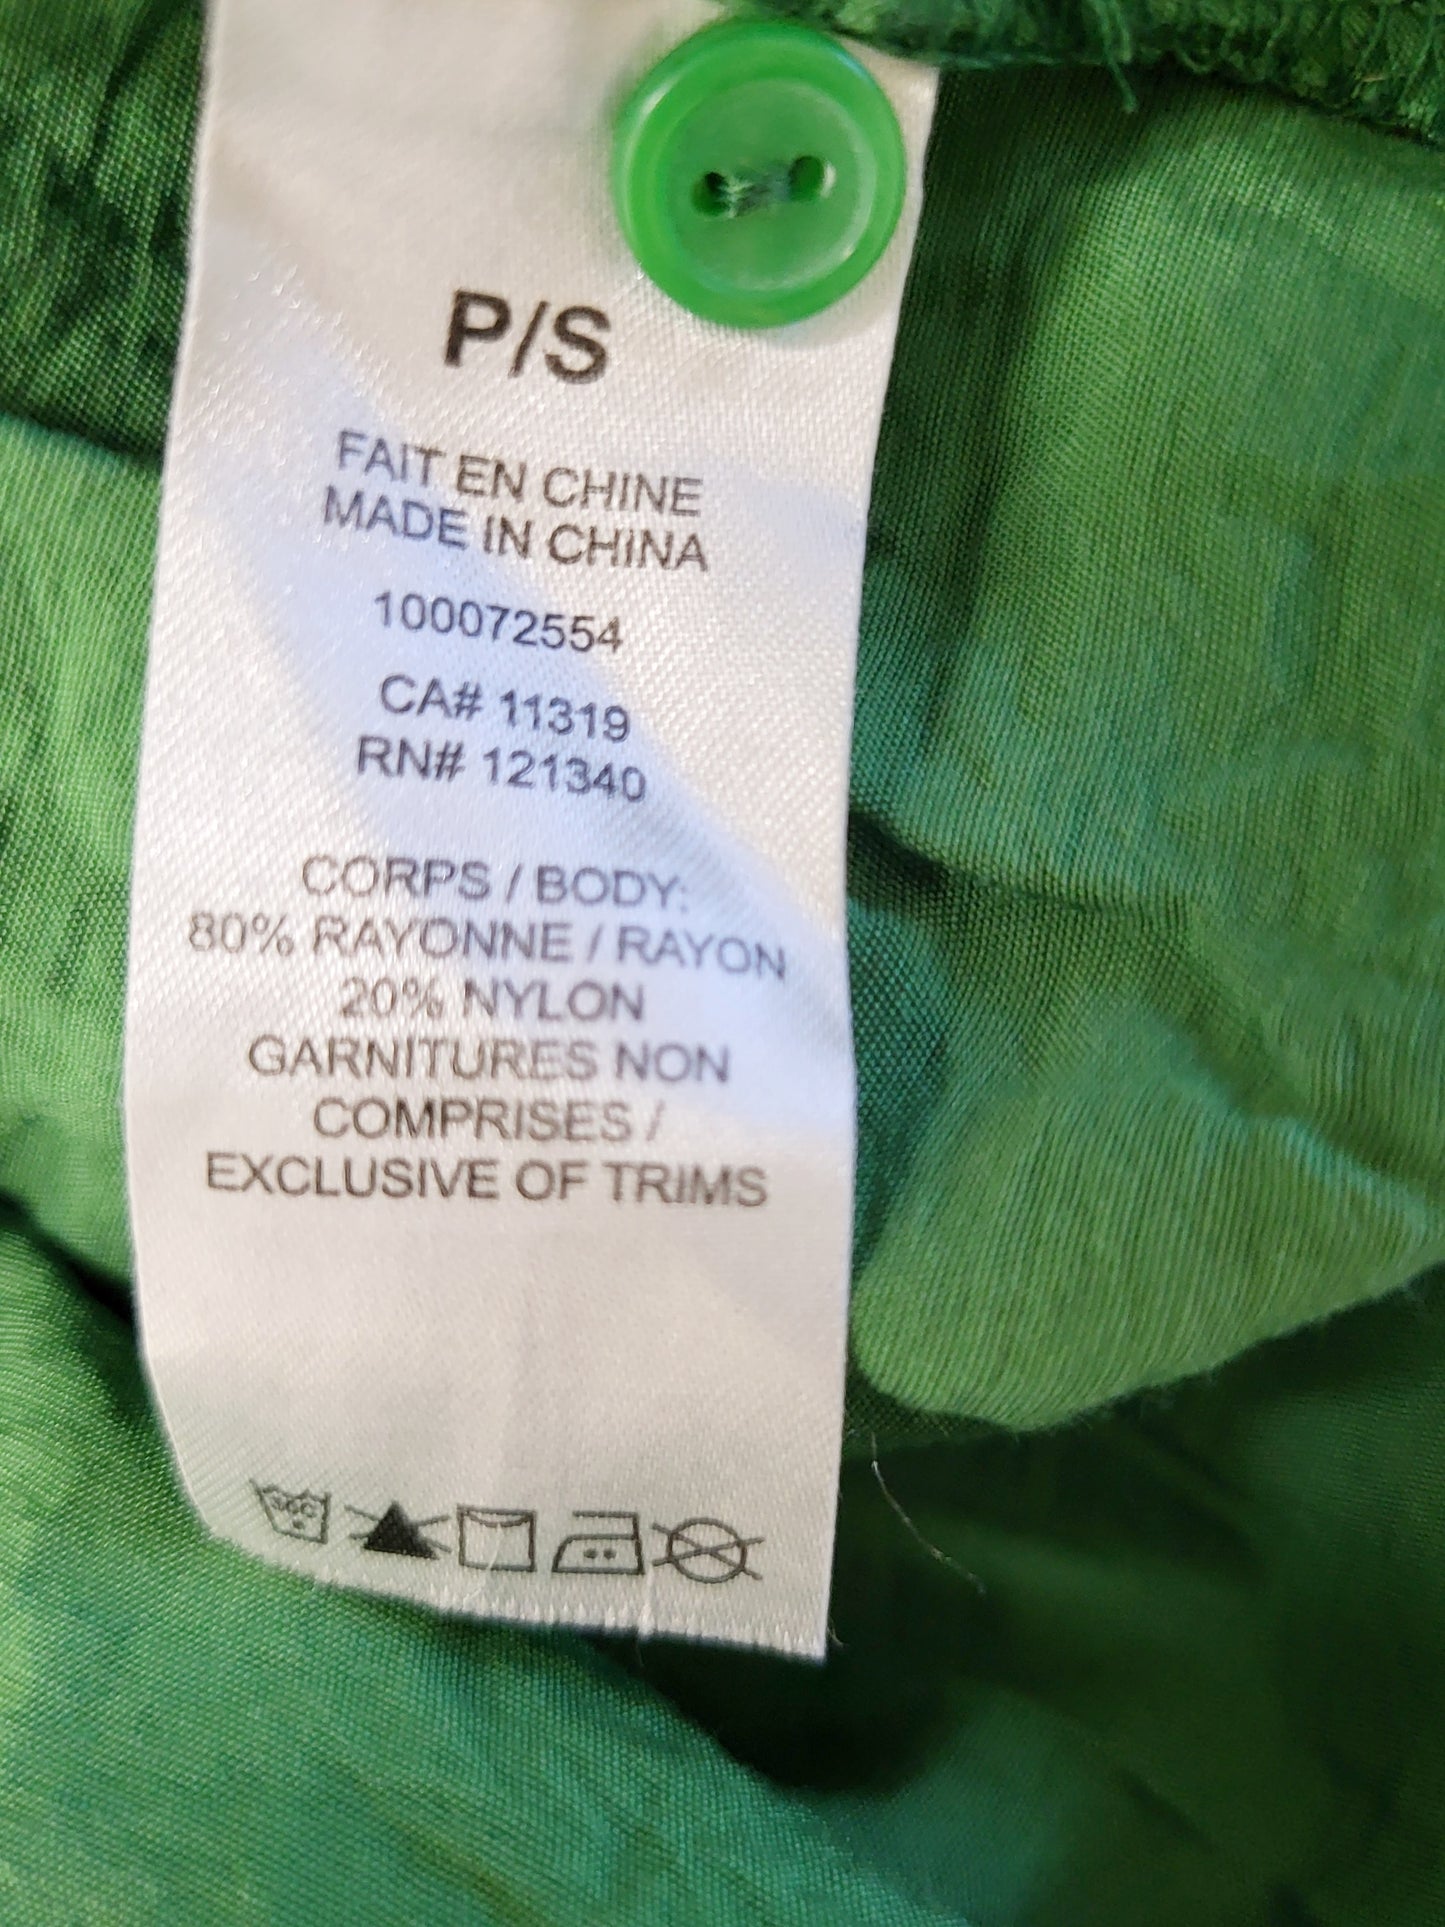 P/S
FAIT EN CHINE
MADE IN CHINA
100072554
CA# 11319
RN# 121340
CORPS / BODY:
80% RAYONNE / RAYON
20% NYLON
GARNITURES NON
COMPRISES /
EXCLUSIVE OF TRIMS
30C